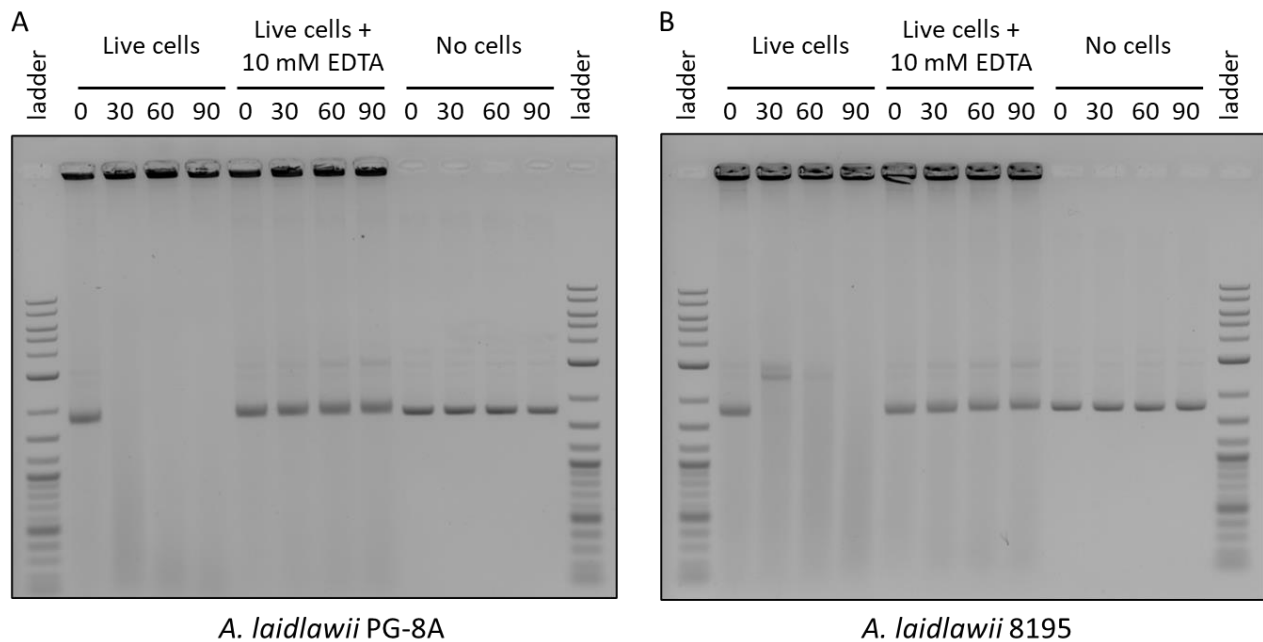 A
Live cells
Live cells +
10 mM EDTA
No cells
ladder
0 30 60 90 0 30 60 90 0 30 60 90
ladder
A. laidlawii PG-8A
B
Live cells
Live cells +
10 mM EDTA
No cells
ladder
0 30 60 90 0 30 60 90 0 30 60 90
ladder
A. laidlawii 8195